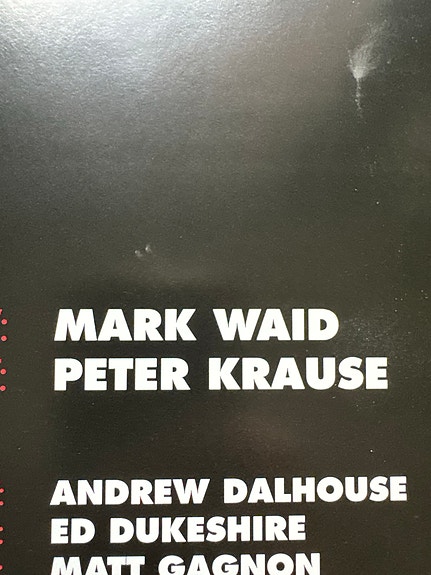 MARK WAID
PETER KRAUSE
ANDREW DALHOUSE
ED DUKESHIRE
MATT GAGNON